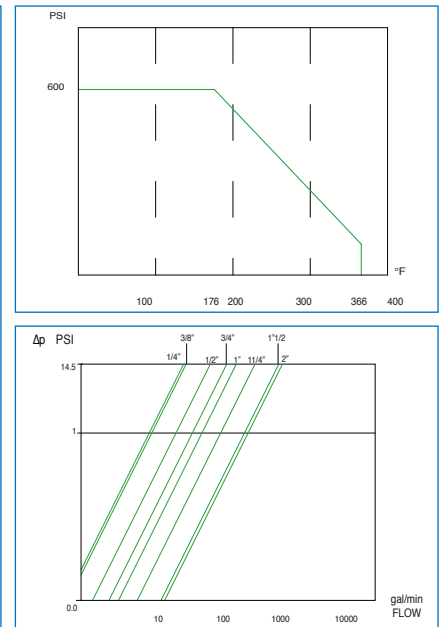 PSI
600
°F
100 176 200 300 366 400
Δp PSI
3/8" 3/4" 1"1/2
1/4" 1/2" 1" 11/4" 2"
14.5
1
0.0
gal/min
FLOW
10 100 1000 10000